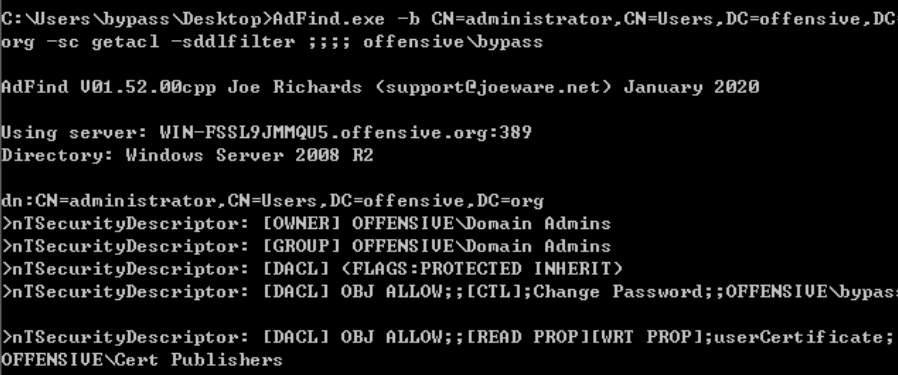 C:\Users\bypass\Desktop>AdFind.exe -b CN=administrator,CN=Users,DC=offensive,DC=
org -sc getacl -sddlfilter ;;;; offensive\bypass
AdFind V01.52.00cpp Joe Richards (support@joeware.net) January 2020
Using server: WIN-FSSL9JMMQU5.offensive.org:389
Directory: Windows Server 2008 R2
dn:CN=administrator,CN=Users,DC=offensive,DC=org
>nTSecurityDescriptor: [OWNER] OFFENSIVE\Domain Admins
>nTSecurityDescriptor: [GROUP] OFFENSIVE\Domain Admins
>nTSecurityDescriptor: [DACL] (FLAGS:PROTECTED INHERIT)
>nTSecurityDescriptor: [DACL] OBJ ALLOW;;[CTL];Change Password;;OFFENSIVE\bypass
>nTSecurityDescriptor: [DACL] OBJ ALLOW;;[READ PROP][WRT PROP];userCertificate;
OFFENSIVE\Cert Publishers